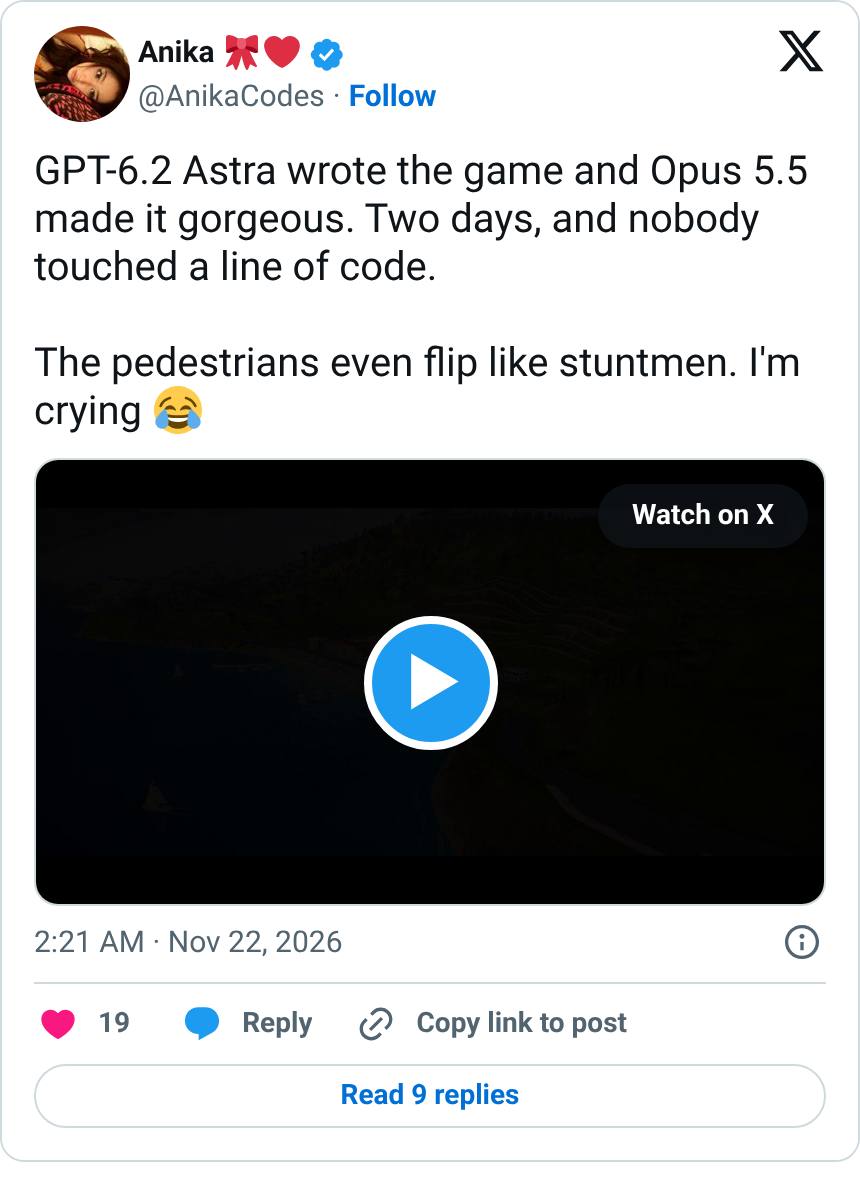 Anika 🎀❤️
@AnikaCodes · Follow
GPT-6.2 Astra wrote the game and Opus 5.5
made it gorgeous. Two days, and nobody
touched a line of code.
The pedestrians even flip like stuntmen. I'm
crying 😂
Watch on X
2:21 AM · Nov 22, 2026
19 Reply Copy link to post
Read 9 replies